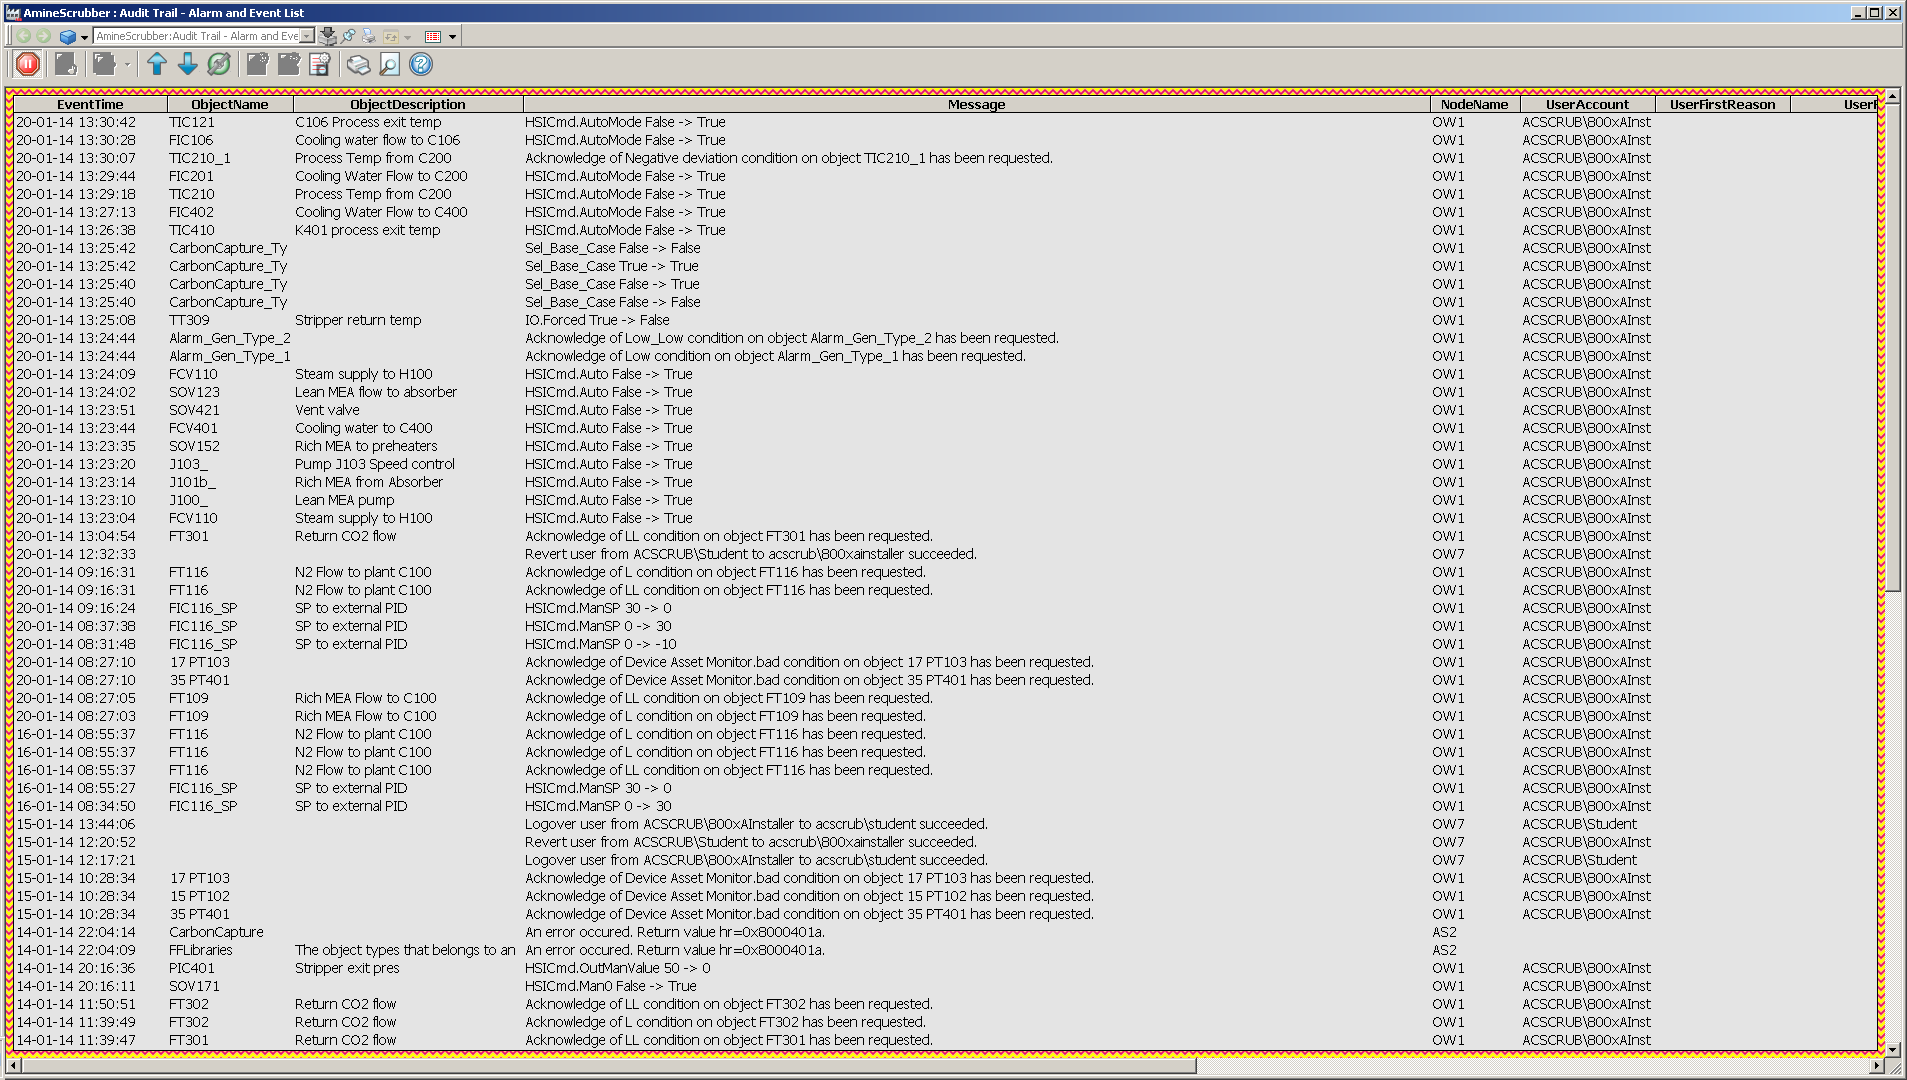 AmineScrubber : Audit Trail - Alarm and Event List
AmineScrubber:Audit Trail - Alarm and Eve
EventTime ObjectName ObjectDescription Message NodeName UserAccount UserFirstReason UserF
20-01-14 13:30:42 TIC121 C106 Process exit temp HSICmd.AutoMode False -> True OW1 ACSCRUB\800xAInst
20-01-14 13:30:28 FIC106 Cooling water flow to C106 HSICmd.AutoMode False -> True OW1 ACSCRUB\800xAInst
20-01-14 13:30:07 TIC210_1 Process Temp from C200 Acknowledge of Negative deviation condition on object TIC210_1 has been requested. OW1 ACSCRUB\800xAInst
20-01-14 13:29:44 FIC201 Cooling Water Flow to C200 HSICmd.AutoMode False -> True OW1 ACSCRUB\800xAInst
20-01-14 13:29:18 TIC210 Process Temp from C200 HSICmd.AutoMode False -> True OW1 ACSCRUB\800xAInst
20-01-14 13:27:13 FIC402 Cooling Water Flow to C400 HSICmd.AutoMode False -> True OW1 ACSCRUB\800xAInst
20-01-14 13:26:38 TIC410 K401 process exit temp HSICmd.AutoMode False -> True OW1 ACSCRUB\800xAInst
20-01-14 13:25:42 CarbonCapture_Ty Sel_Base_Case False -> False OW1 ACSCRUB\800xAInst
20-01-14 13:25:42 CarbonCapture_Ty Sel_Base_Case True -> True OW1 ACSCRUB\800xAInst
20-01-14 13:25:40 CarbonCapture_Ty Sel_Base_Case False -> True OW1 ACSCRUB\800xAInst
20-01-14 13:25:40 CarbonCapture_Ty Sel_Base_Case False -> False OW1 ACSCRUB\800xAInst
20-01-14 13:25:08 TT309 Stripper return temp IO.Forced True -> False OW1 ACSCRUB\800xAInst
20-01-14 13:24:44 Alarm_Gen_Type_2 Acknowledge of Low_Low condition on object Alarm_Gen_Type_2 has been requested. OW1 ACSCRUB\800xAInst
20-01-14 13:24:44 Alarm_Gen_Type_1 Acknowledge of Low condition on object Alarm_Gen_Type_1 has been requested. OW1 ACSCRUB\800xAInst
20-01-14 13:24:09 FCV110 Steam supply to H100 HSICmd.Auto False -> True OW1 ACSCRUB\800xAInst
20-01-14 13:24:02 SOV123 Lean MEA flow to absorber HSICmd.Auto False -> True OW1 ACSCRUB\800xAInst
20-01-14 13:23:51 SOV421 Vent valve HSICmd.Auto False -> True OW1 ACSCRUB\800xAInst
20-01-14 13:23:44 FCV401 Cooling water to C400 HSICmd.Auto False -> True OW1 ACSCRUB\800xAInst
20-01-14 13:23:35 SOV152 Rich MEA to preheaters HSICmd.Auto False -> True OW1 ACSCRUB\800xAInst
20-01-14 13:23:20 J103_ Pump J103 Speed control HSICmd.Auto False -> True OW1 ACSCRUB\800xAInst
20-01-14 13:23:14 J101b_ Rich MEA from Absorber HSICmd.Auto False -> True OW1 ACSCRUB\800xAInst
20-01-14 13:23:10 J100_ Lean MEA pump HSICmd.Auto False -> True OW1 ACSCRUB\800xAInst
20-01-14 13:23:04 FCV110 Steam supply to H100 HSICmd.Auto False -> True OW1 ACSCRUB\800xAInst
20-01-14 13:04:54 FT301 Return CO2 flow Acknowledge of LL condition on object FT301 has been requested. OW1 ACSCRUB\800xAInst
20-01-14 12:32:33 Revert user from ACSCRUB\Student to acscrub\800xainstaller succeeded. OW7 ACSCRUB\800xAInst
20-01-14 09:16:31 FT116 N2 Flow to plant C100 Acknowledge of L condition on object FT116 has been requested. OW1 ACSCRUB\800xAInst
20-01-14 09:16:31 FT116 N2 Flow to plant C100 Acknowledge of LL condition on object FT116 has been requested. OW1 ACSCRUB\800xAInst
20-01-14 09:16:24 FIC116_SP SP to external PID HSICmd.ManSP 30 -> 0 OW1 ACSCRUB\800xAInst
20-01-14 08:37:38 FIC116_SP SP to external PID HSICmd.ManSP 0 -> 30 OW1 ACSCRUB\800xAInst
20-01-14 08:31:48 FIC116_SP SP to external PID HSICmd.ManSP 0 -> -10 OW1 ACSCRUB\800xAInst
20-01-14 08:27:10 17 PT103 Acknowledge of Device Asset Monitor.bad condition on object 17 PT103 has been requested. OW1 ACSCRUB\800xAInst
20-01-14 08:27:10 35 PT401 Acknowledge of Device Asset Monitor.bad condition on object 35 PT401 has been requested. OW1 ACSCRUB\800xAInst
20-01-14 08:27:05 FT109 Rich MEA Flow to C100 Acknowledge of LL condition on object FT109 has been requested. OW1 ACSCRUB\800xAInst
20-01-14 08:27:03 FT109 Rich MEA Flow to C100 Acknowledge of L condition on object FT109 has been requested. OW1 ACSCRUB\800xAInst
16-01-14 08:55:37 FT116 N2 Flow to plant C100 Acknowledge of L condition on object FT116 has been requested. OW1 ACSCRUB\800xAInst
16-01-14 08:55:37 FT116 N2 Flow to plant C100 Acknowledge of L condition on object FT116 has been requested. OW1 ACSCRUB\800xAInst
16-01-14 08:55:37 FT116 N2 Flow to plant C100 Acknowledge of LL condition on object FT116 has been requested. OW1 ACSCRUB\800xAInst
16-01-14 08:55:27 FIC116_SP SP to external PID HSICmd.ManSP 30 -> 0 OW1 ACSCRUB\800xAInst
16-01-14 08:34:50 FIC116_SP SP to external PID HSICmd.ManSP 0 -> 30 OW1 ACSCRUB\800xAInst
15-01-14 13:44:06 Logover user from ACSCRUB\800xAInstaller to acscrub\student succeeded. OW7 ACSCRUB\Student
15-01-14 12:20:52 Revert user from ACSCRUB\Student to acscrub\800xainstaller succeeded. OW7 ACSCRUB\800xAInst
15-01-14 12:17:21 Logover user from ACSCRUB\800xAInstaller to acscrub\student succeeded. OW7 ACSCRUB\Student
15-01-14 10:28:34 17 PT103 Acknowledge of Device Asset Monitor.bad condition on object 17 PT103 has been requested. OW1 ACSCRUB\800xAInst
15-01-14 10:28:34 15 PT102 Acknowledge of Device Asset Monitor.bad condition on object 15 PT102 has been requested. OW1 ACSCRUB\800xAInst
15-01-14 10:28:34 35 PT401 Acknowledge of Device Asset Monitor.bad condition on object 35 PT401 has been requested. OW1 ACSCRUB\800xAInst
14-01-14 22:04:14 CarbonCapture An error occured. Return value hr=0x8000401a. AS2
14-01-14 22:04:09 FFLibraries The object types that belongs to an An error occured. Return value hr=0x8000401a. AS2
14-01-14 20:16:36 PIC401 Stripper exit pres HSICmd.OutManValue 50 -> 0 OW1 ACSCRUB\800xAInst
14-01-14 20:16:11 SOV171 HSICmd.Man0 False -> True OW1 ACSCRUB\800xAInst
14-01-14 11:50:51 FT302 Return CO2 flow Acknowledge of LL condition on object FT302 has been requested. OW1 ACSCRUB\800xAInst
14-01-14 11:39:49 FT302 Return CO2 flow Acknowledge of L condition on object FT302 has been requested. OW1 ACSCRUB\800xAInst
14-01-14 11:39:47 FT301 Return CO2 flow Acknowledge of LL condition on object FT301 has been requested. OW1 ACSCRUB\800xAInst